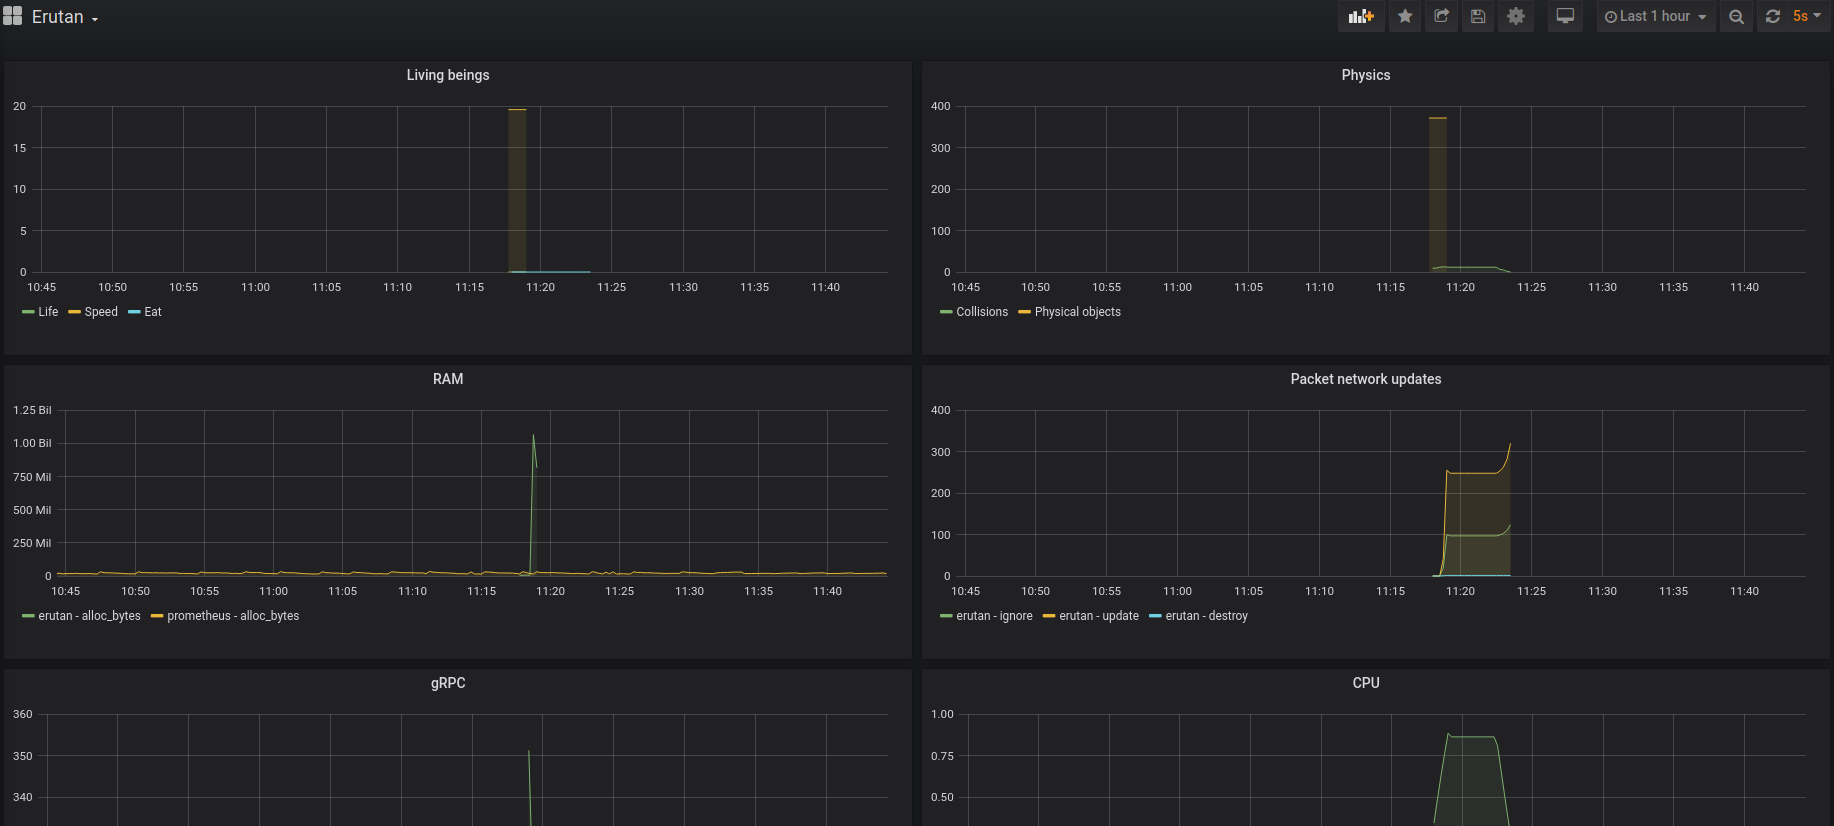 Erutan
Last 1 hour 5s
Living beings
20
15
10
5
0
10:45 10:50 10:55 11:00 11:05 11:10 11:15 11:20 11:25 11:30 11:35 11:40
Life Speed Eat
Physics
400
300
200
100
0
10:45 10:50 10:55 11:00 11:05 11:10 11:15 11:20 11:25 11:30 11:35 11:40
Collisions Physical objects
RAM
1.25 Bil
1.00 Bil
750 Mil
500 Mil
250 Mil
0
10:45 10:50 10:55 11:00 11:05 11:10 11:15 11:20 11:25 11:30 11:35 11:40
erutan - alloc_bytes prometheus - alloc_bytes
Packet network updates
400
300
200
100
0
10:45 10:50 10:55 11:00 11:05 11:10 11:15 11:20 11:25 11:30 11:35 11:40
erutan - ignore erutan - update erutan - destroy
gRPC
360
350
340
CPU
1.00
0.75
0.50